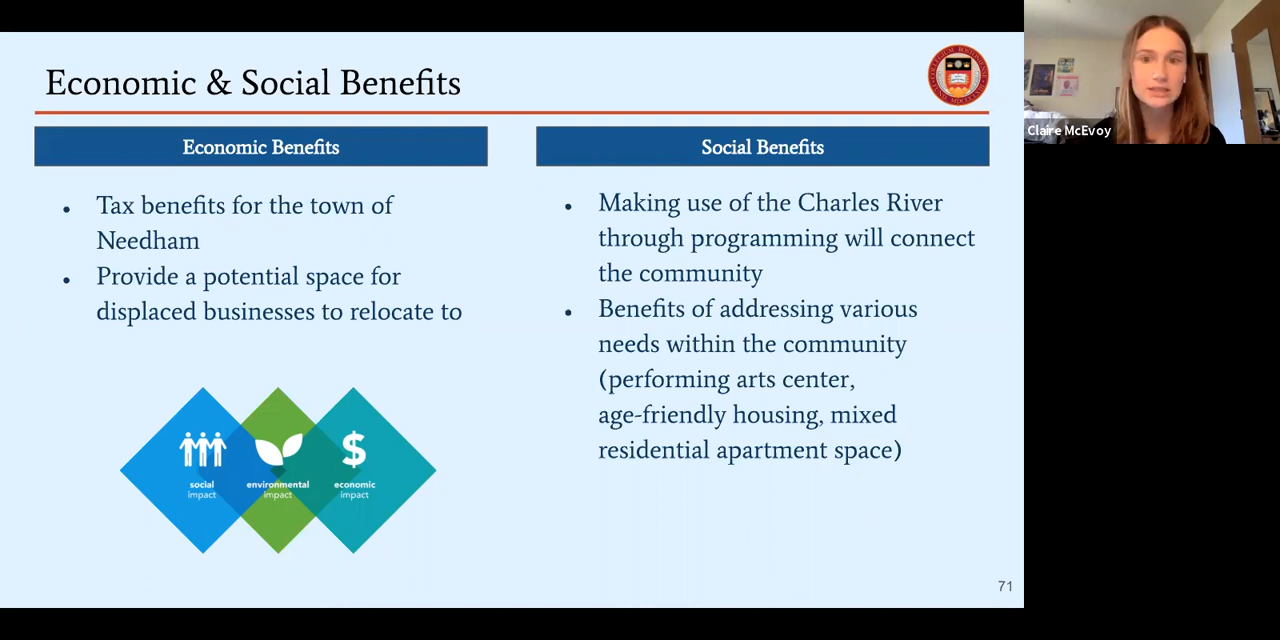 Economic & Social Benefits
Economic Benefits
Tax benefits for the town of
Needham
Provide a potential space for
displaced businesses to relocate to
social
impact
environmental
impact
economic
impact
Social Benefits
Making use of the Charles River
through programming will connect
the community
Benefits of addressing various
needs within the community
(performing arts center,
age-friendly housing, mixed
residential apartment space)
71
Claire McEvoy